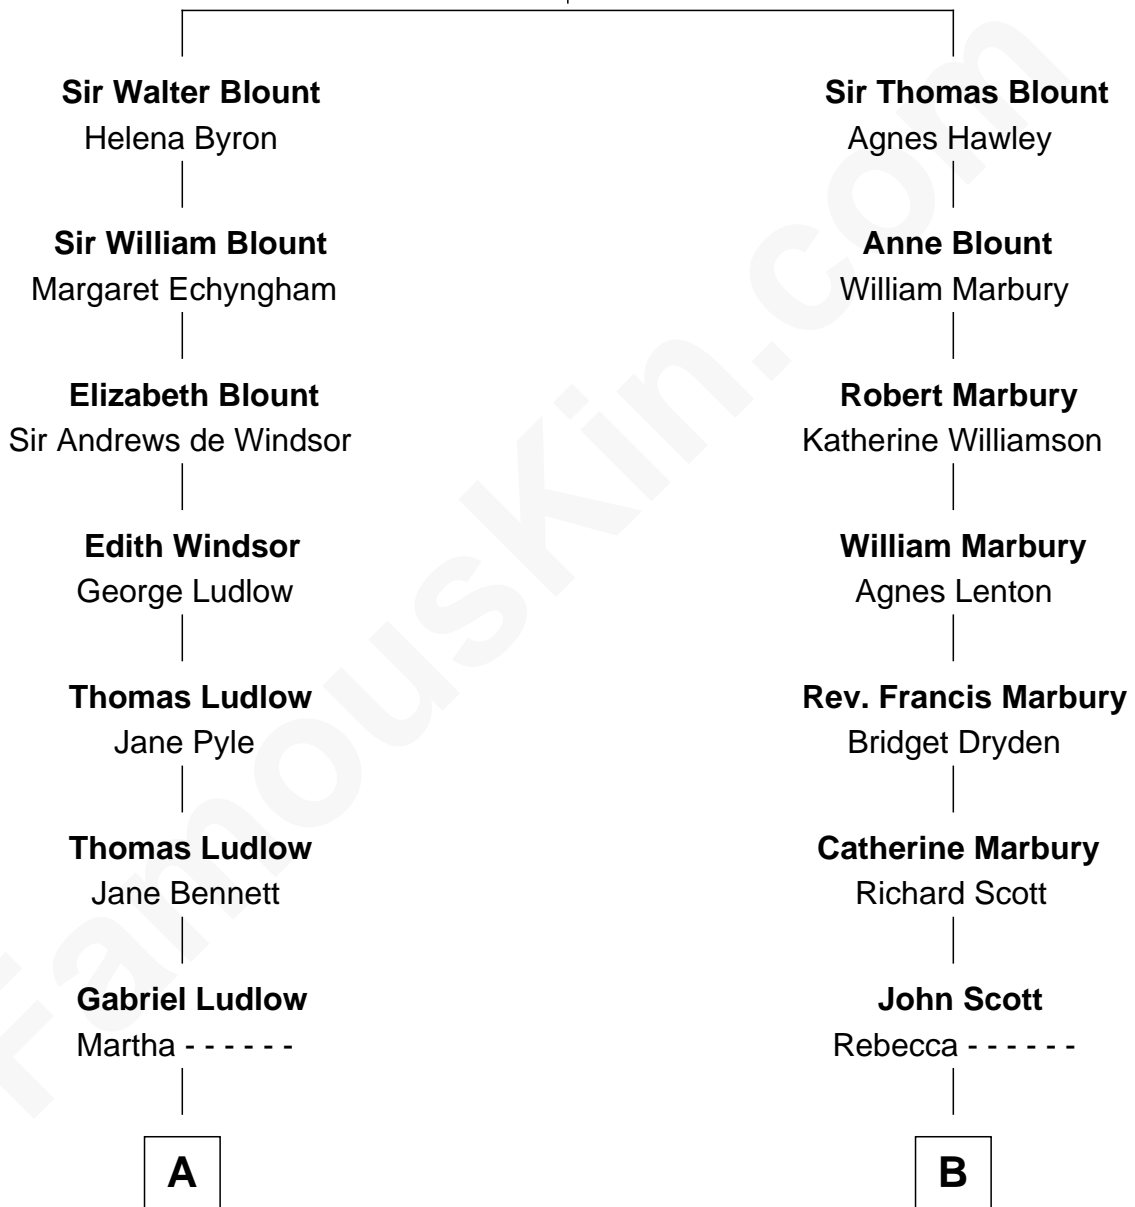 Sir Walter Blount
Helena Byron
Sir William Blount
Margaret Echyngham
Elizabeth Blount
Sir Andrews de Windsor
Edith Windsor
George Ludlow
Thomas Ludlow
Jane Pyle
Thomas Ludlow
Jane Bennett
Gabriel Ludlow
Martha - - - - - -
A
Sir Thomas Blount
Agnes Hawley
Anne Blount
William Marbury
Robert Marbury
Katherine Williamson
William Marbury
Agnes Lenton
Rev. Francis Marbury
Bridget Dryden
Catherine Marbury
Richard Scott
John Scott
Rebecca - - - - - -
B
FamousKin.com